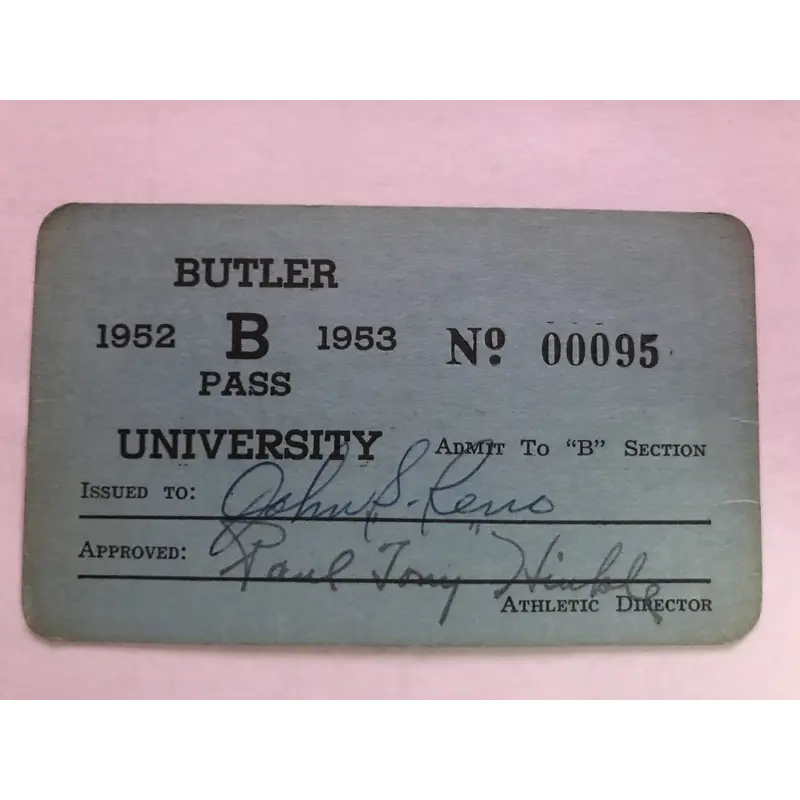 BUTLER
1952 B 1953 Nº 00095
PASS
UNIVERSITY ADMIT TO "B" SECTION
ISSUED TO: John S. Reno
APPROVED: Paul Tony Hinkle
ATHLETIC DIRECTOR